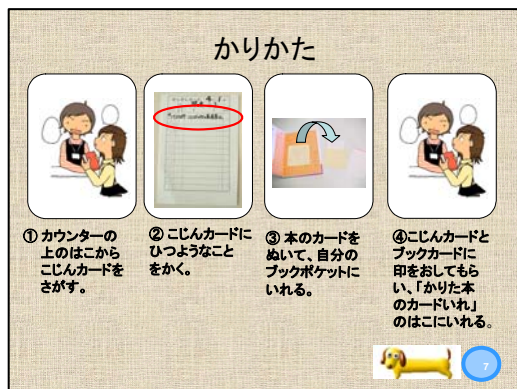 かりかた
① カウンターの
上のはこから
こじんカードを
さがす。
② こじんカードに
ひつようなこと
をかく。
③ 本のカードを
ぬいて、自分の
ブックポケットに
いれる。
④こじんカードと
ブックカードに
印をおしてもら
い、「かりた本
のカードいれ」
のはこにいれる。
7